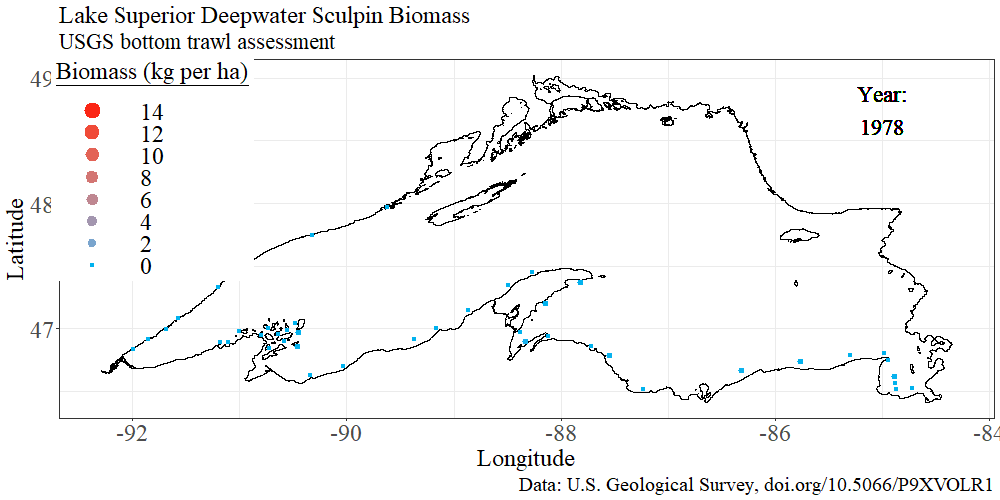 Lake Superior Deepwater Sculpin Biomass
USGS bottom trawl assessment
Biomass (kg per ha)
14
12
10
8
6
4
2
0
Year:
1978
49
48
47
Latitude
-92
-90
-88
-86
-84
Longitude
Data: U.S. Geological Survey, doi.org/10.5066/P9XVOLR1